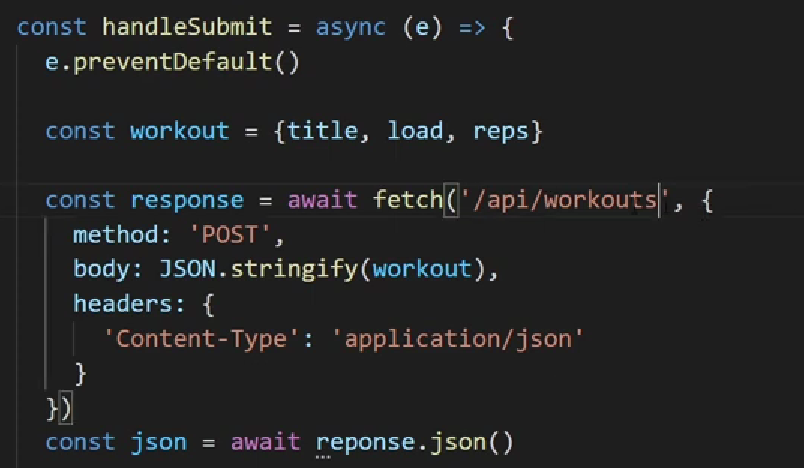 const handleSubmit = async (e) => {
e.preventDefault()
const workout = {title, load, reps}
const response = await fetch('/api/workouts', {
method: 'POST',
body: JSON.stringify(workout),
headers: {
'Content-Type': 'application/json'
}
})
const json = await reponse.json()